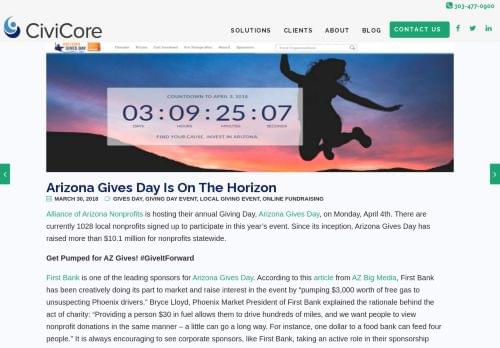 303-477-0900
CiviCore
SOLUTIONS CLIENTS ABOUT BLOG CONTACT US
COUNTDOWN TO APRIL 3, 2018
03:09:25:07
DAYS HOURS MINUTES SECONDS
FIND YOUR CAUSE, INVEST IN ARIZONA.
Arizona Gives Day Is On The Horizon
MARCH 30, 2018 GIVES DAY, GIVING DAY EVENT, LOCAL GIVING EVENT, ONLINE FUNDRAISING
Alliance of Arizona Nonprofits is hosting their annual Giving Day, Arizona Gives Day, on Monday, April 4th. There are
currently 1028 local nonprofits signed up to participate in this year's event. Since its inception, Arizona Gives Day has
raised more than $10.1 million for nonprofits statewide.
Get Pumped for AZ Gives! #GiveItForward
First Bank is one of the leading sponsors for Arizona Gives Day. According to this article from AZ Big Media, First Bank
has been creatively doing its part to market and raise interest in the event by “pumping $3,000 worth of free gas to
unsuspecting Phoenix drivers.” Bryce Lloyd, Phoenix Market President of First Bank explained the rationale behind the
act of charity: “Providing a person $30 in fuel allows them to drive hundreds of miles, and we want people to view
nonprofit donations in the same manner – a little can go a long way. For instance, one dollar to a food bank can feed four
people.” It is always encouraging to see corporate sponsors, like First Bank, taking an active role in their sponsorship